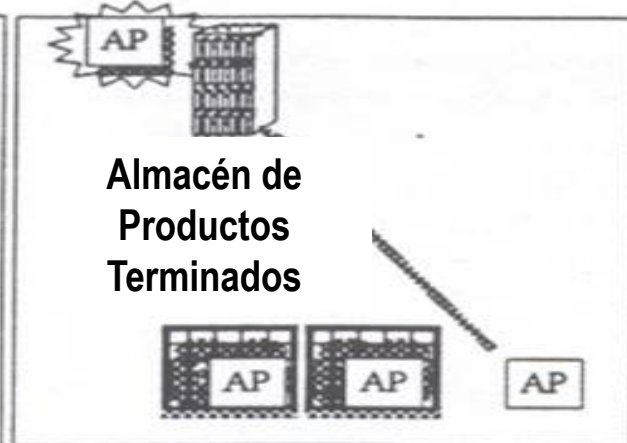 AP
Almacén de
Productos
Terminados
AP AP AP